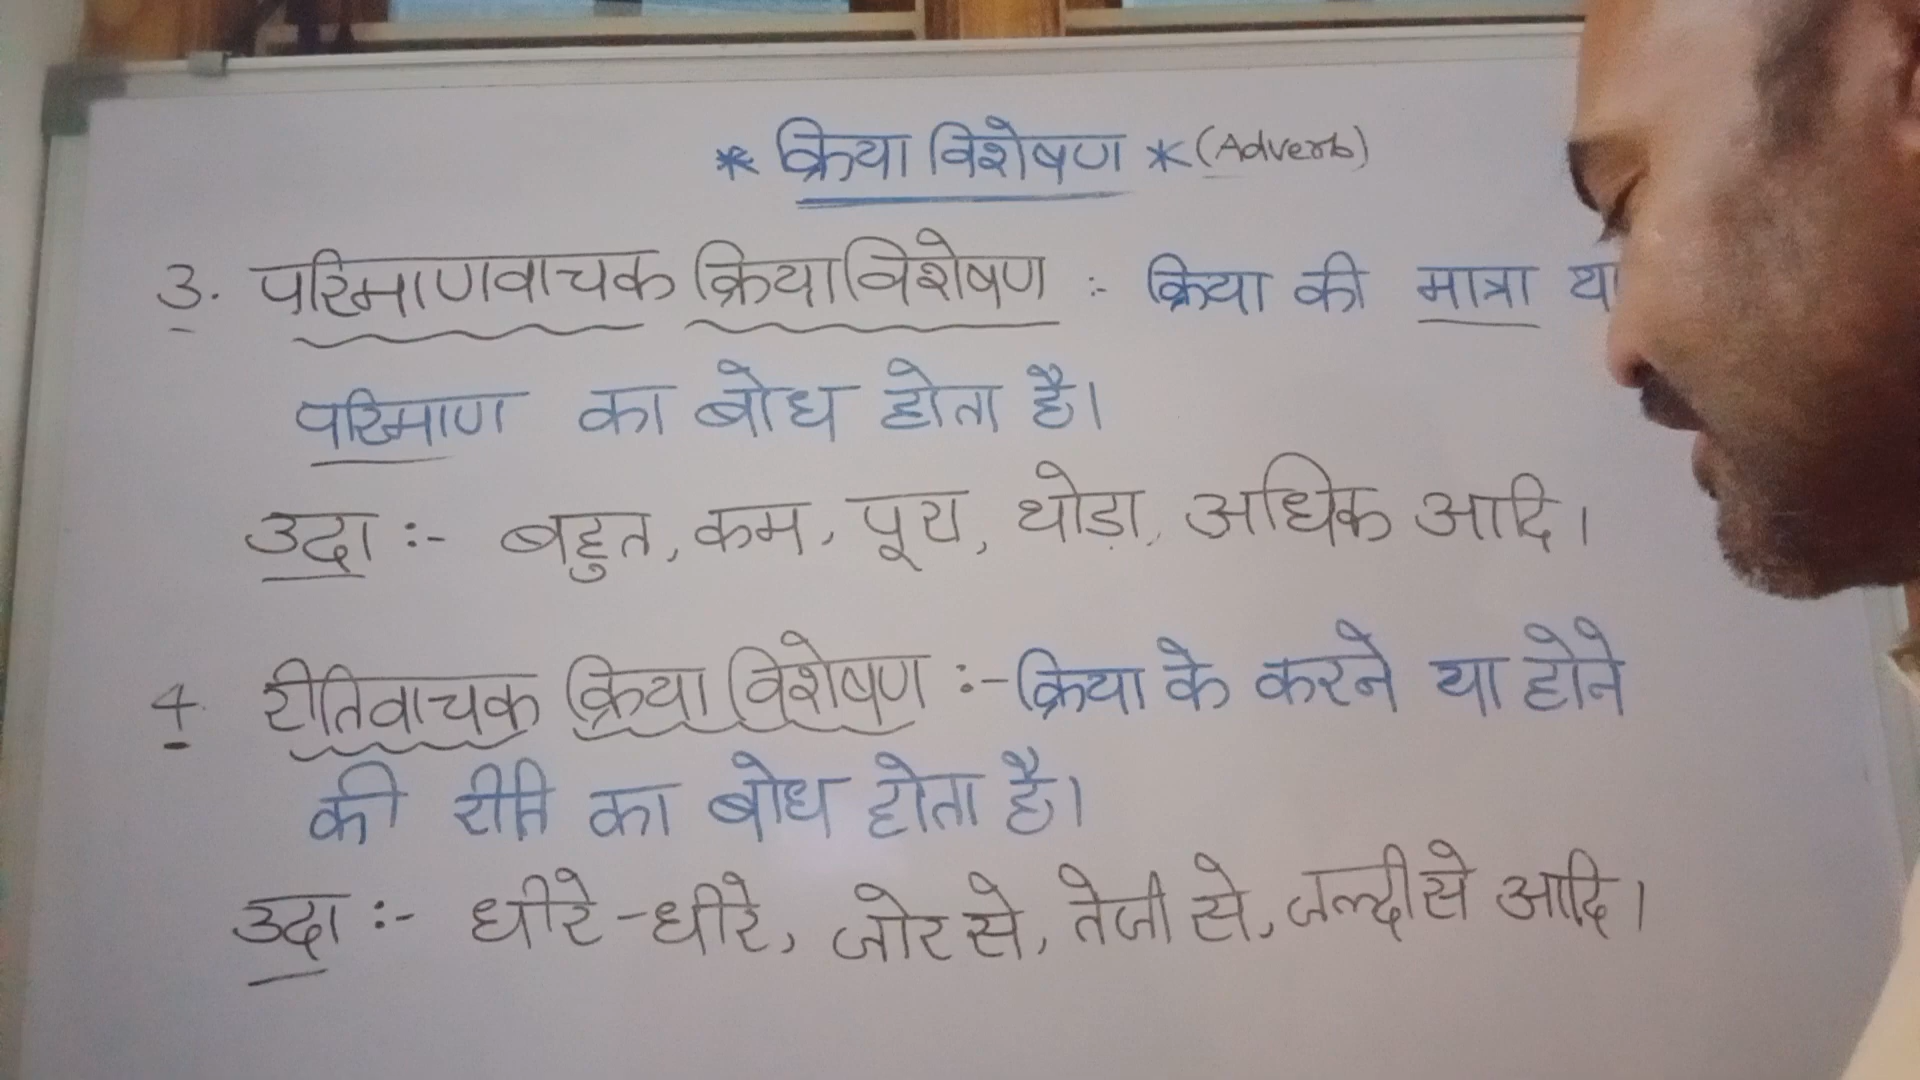 * क्रिया विशेषण * (Adverb)
3. परिमाणवाचक क्रियाविशेषण :- क्रिया की मात्रा या
परिमाण का बोध होता है।
उदा :- बहुत, कम, पूरा, थोड़ा, अधिक आदि।
4. रीतिवाचक क्रिया विशेषण :- क्रिया के करने या होने
की रीति का बोध होता है।
उदा :- धीरे-धीरे, जोर से, तेजी से, जल्दी से आदि।